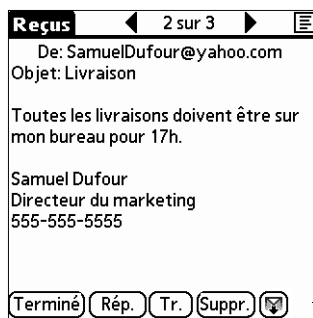 Reçus 2 sur 3
De: SamuelDufour@yahoo.com
Objet: Livraison
Toutes les livraisons doivent être sur
mon bureau pour 17h.
Samuel Dufour
Directeur du marketing
555-555-5555
Terminé Rép. Tr. Suppr.